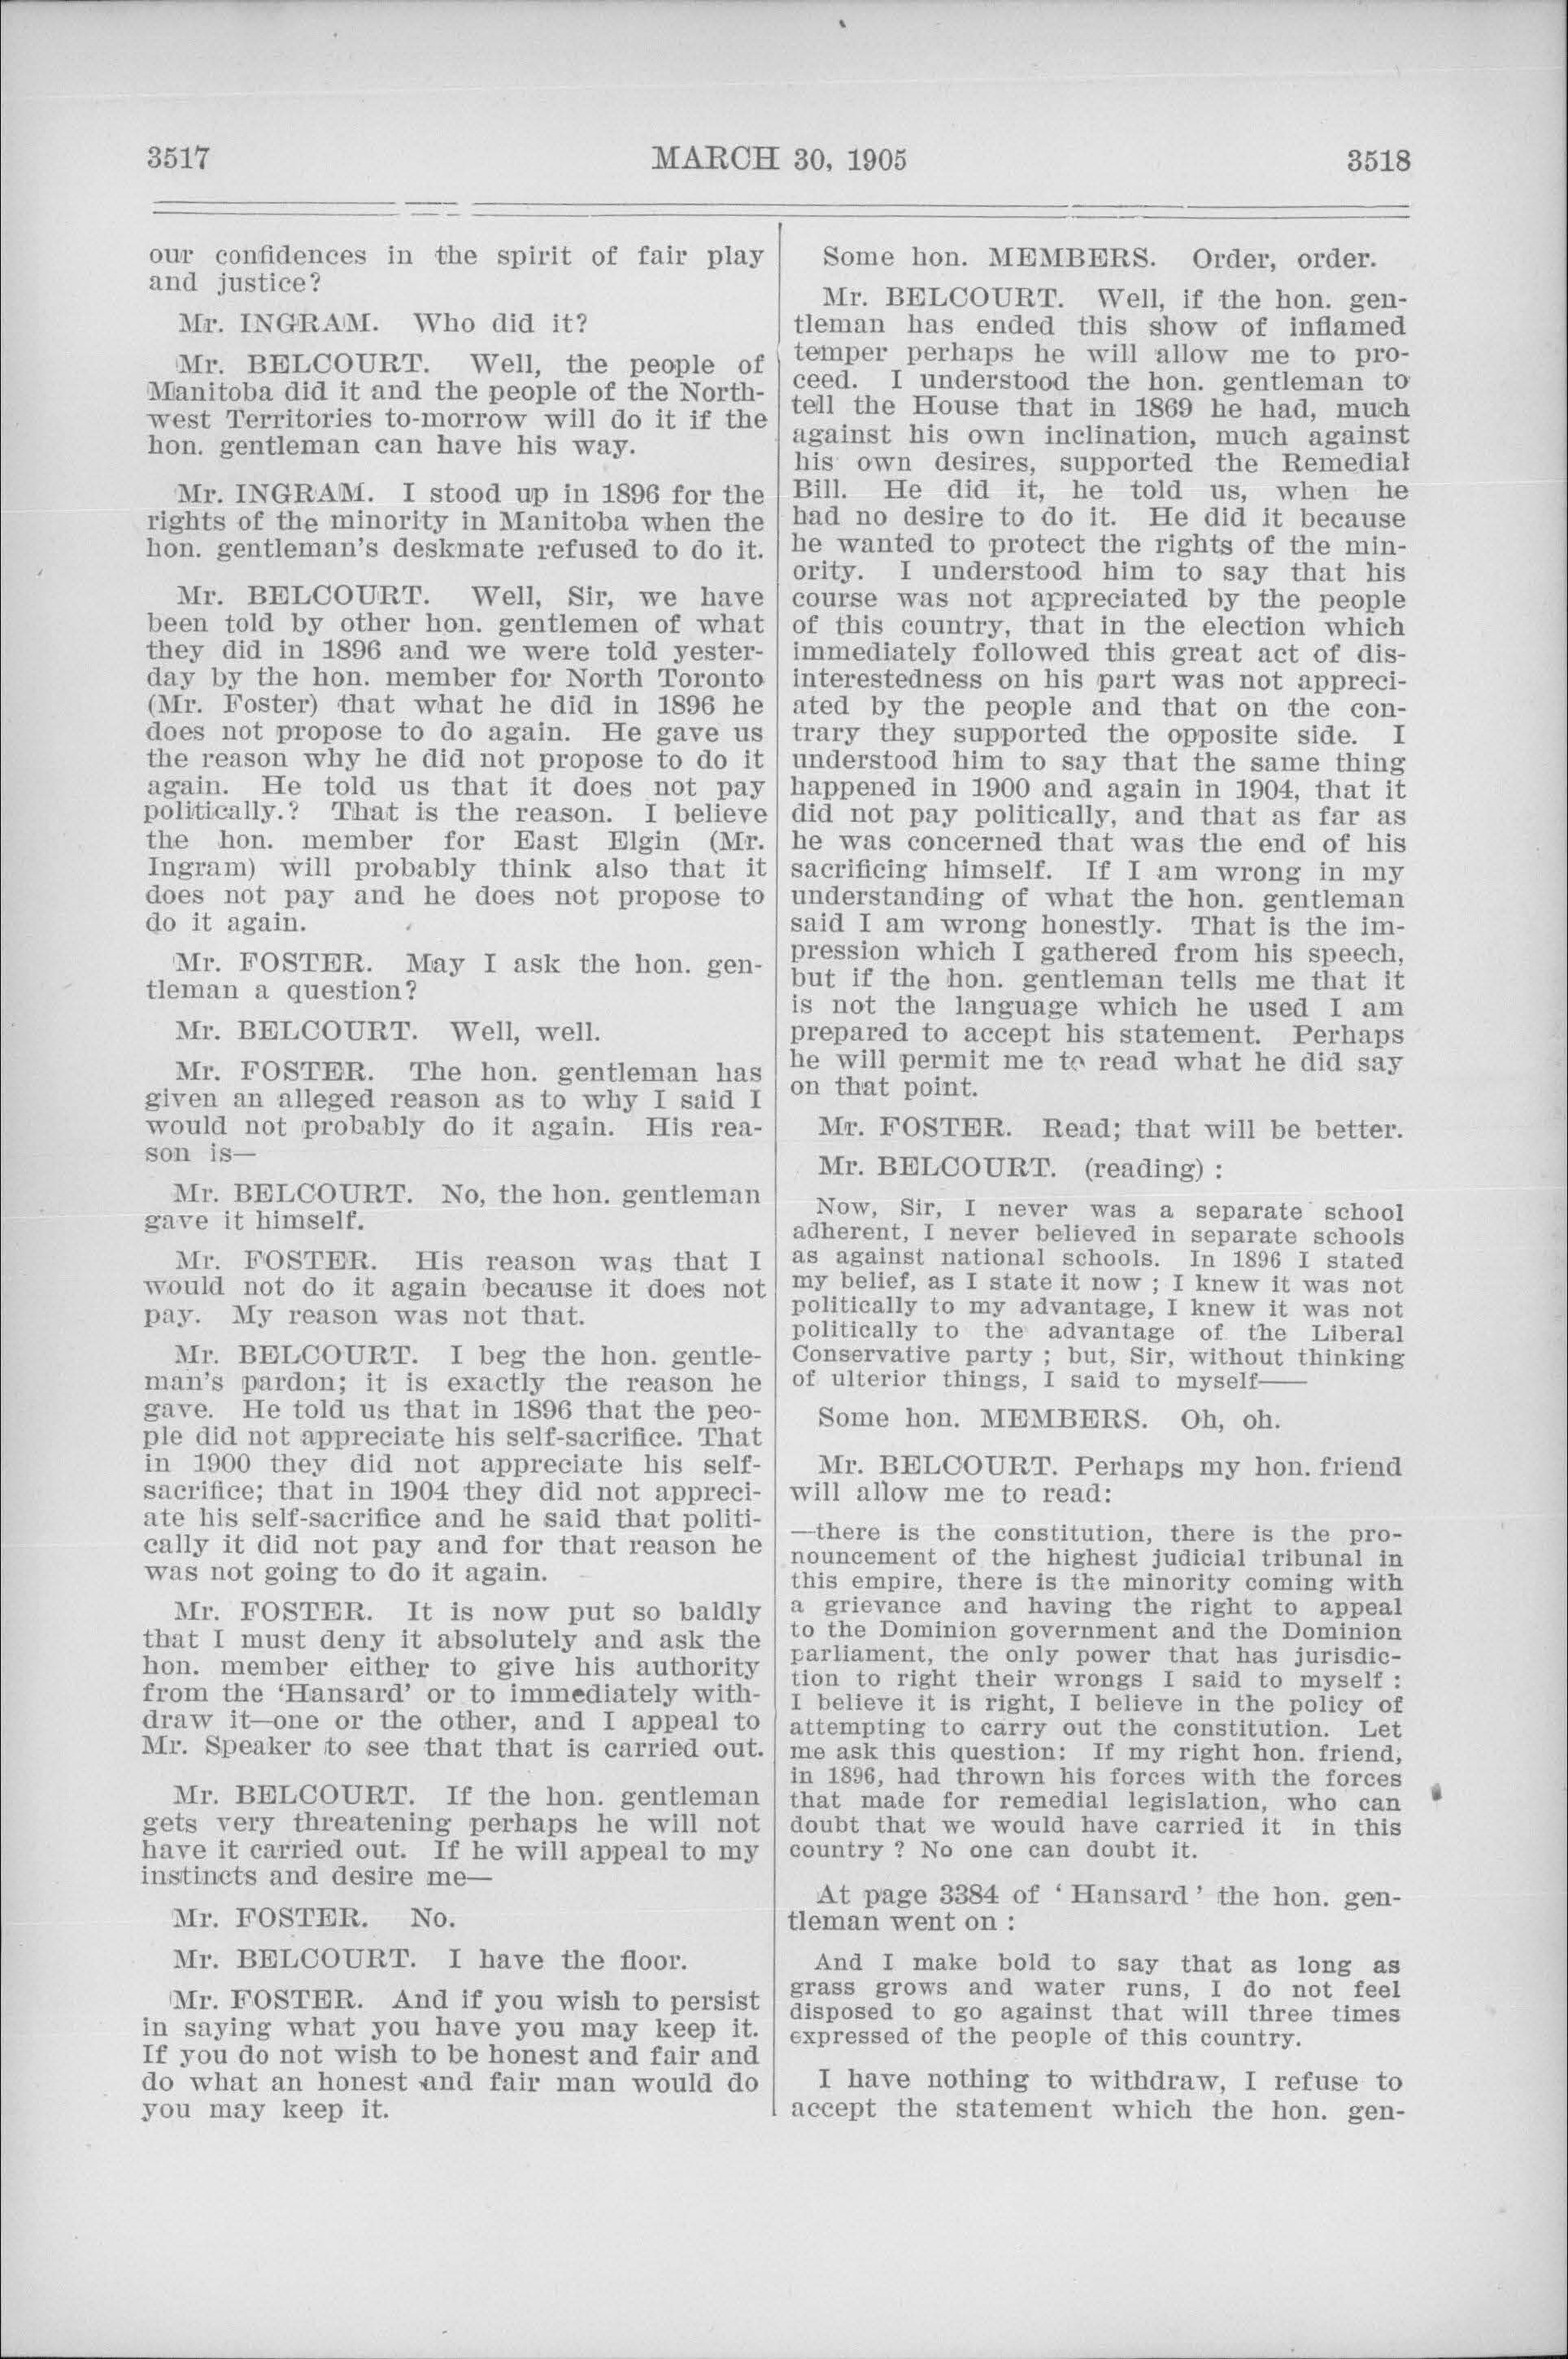 3517
MARCH 30, 1905
3518
our confidences in the spirit of fair play
and justice?
Mr. INGRAM. Who did it?
Mr. BELCOURT. Well, the people of
Manitoba did it and the people of the North-
west Territories to-morrow will do it if the
hon. gentleman can have his way.
Mr. INGRAM. I stood up in 1896 for the
rights of the minority in Manitoba when the
hon. gentleman's deskmate refused to do it.
Mr. BELCOURT. Well, Sir, we have
been told by other hon. gentlemen of what
they did in 1896 and we were told yester-
day by the hon. member for North Toronto
(Mr. Foster) that what he did in 1896 he
does not propose to do again. He gave us
the reason why he did not propose to do it
again. He told us that it does not pay
politically.? That is the reason. I believe
the hon. member for East Elgin (Mr.
Ingram) will probably think also that it
does not pay and he does not propose to
do it again.
Mr. FOSTER. May I ask the hon. gen-
tleman a question?
Mr. BELCOURT. Well, well.
Mr. FOSTER. The hon. gentleman has
given an alleged reason as to why I said I
would not probably do it again. His rea-
son is—
Mr. BELCOURT. No, the hon. gentleman
gave it himself.
Mr. FOSTER. His reason was that I
would not do it again because it does not
pay. My reason was not that.
Mr. BELCOURT. I beg the hon. gentle-
man's pardon; it is exactly the reason he
gave. He told us that in 1896 that the peo-
ple did not appreciate his self-sacrifice. That
in 1900 they did not appreciate his self-
sacrifice; that in 1904 they did not appreci-
ate his self-sacrifice and he said that politi-
cally it did not pay and for that reason he
was not going to do it again.
Mr. FOSTER. It is now put so baldly
that I must deny it absolutely and ask the
hon. member either to give his authority
from the 'Hansard' or to immediately with-
draw it—one or the other, and I appeal to
Mr. Speaker to see that that is carried out.
Mr. BELCOURT. If the hon. gentleman
gets very threatening perhaps he will not
have it carried out. If he will appeal to my
instincts and desire me—
Mr. FOSTER. No.
Mr. BELCOURT. I have the floor.
Mr. FOSTER. And if you wish to persist
in saying what you have you may keep it.
If you do not wish to be honest and fair and
do what an honest and fair man would do
you may keep it.
Some hon. MEMBERS. Order, order.
Mr. BELCOURT. Well, if the hon. gen-
tleman has ended this show of inflamed
temper perhaps he will allow me to pro-
ceed. I understood the hon. gentleman to
tell the House that in 1869 he had, much
against his own inclination, much against
his own desires, supported the Remedial
Bill. He did it, he told us, when he
had no desire to do it. He did it because
he wanted to protect the rights of the min-
ority. I understood him to say that his
course was not appreciated by the people
of this country, that in the election which
immediately followed this great act of dis-
interestedness on his part was not appreci-
ated by the people and that on the con-
trary they supported the opposite side. I
understood him to say that the same thing
happened in 1900 and again in 1904, that it
did not pay politically, and that as far as
he was concerned that was the end of his
sacrificing himself. If I am wrong in my
understanding of what the hon. gentleman
said I am wrong honestly. That is the im-
pression which I gathered from his speech,
but if the hon. gentleman tells me that it
is not the language which he used I am
prepared to accept his statement. Perhaps
he will permit me to read what he did say
on that point.
Mr. FOSTER. Read; that will be better.
Mr. BELCOURT. (reading) :
Now, Sir, I never was a separate school
adherent, I never believed in separate schools
as against national schools. In 1896 I stated
my belief, as I state it now ; I knew it was not
politically to my advantage, I knew it was not
politically to the advantage of the Liberal
Conservative party ; but, Sir, without thinking
of ulterior things, I said to myself——
Some hon. MEMBERS. Oh, oh.
Mr. BELCOURT. Perhaps my hon. friend
will allow me to read:
—there is the constitution, there is the pro-
nouncement of the highest judicial tribunal in
this empire, there is the minority coming with
a grievance and having the right to appeal
to the Dominion government and the Dominion
parliament, the only power that has jurisdic-
tion to right their wrongs I said to myself :
I believe it is right, I believe in the policy of
attempting to carry out the constitution. Let
me ask this question: If my right hon. friend,
in 1896, had thrown his forces with the forces
that made for remedial legislation, who can
doubt that we would have carried it in this
country ? No one can doubt it.
At page 3384 of ' Hansard ' the hon. gen-
tleman went on :
And I make bold to say that as long as
grass grows and water runs, I do not feel
disposed to go against that will three times
expressed of the people of this country.
I have nothing to withdraw, I refuse to
accept the statement which the hon. gen-